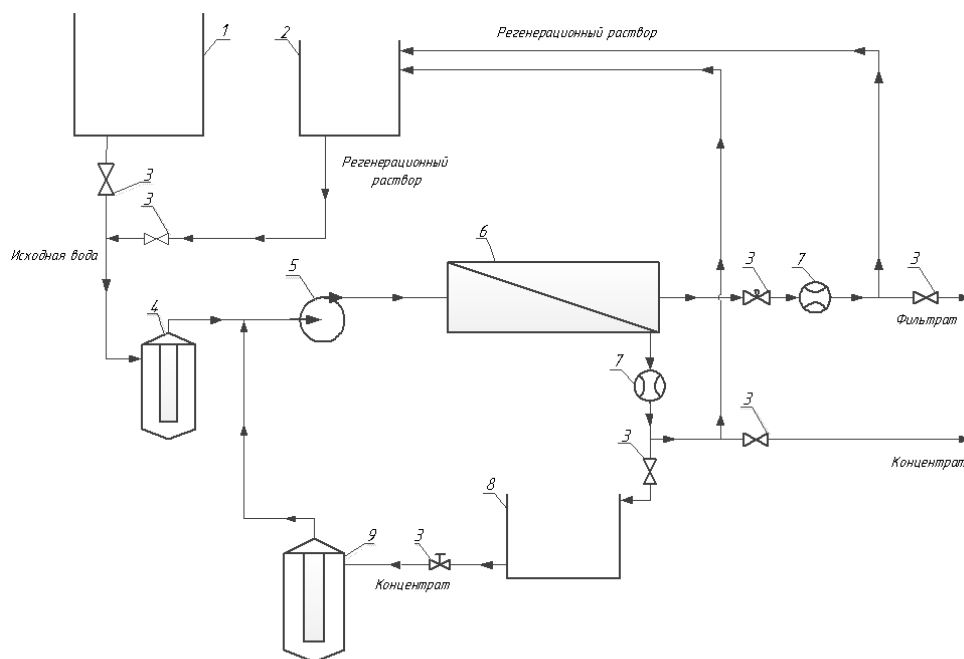 1
2
Регенерационный раствор
Регенерационный
раствор
3
3
Исходная вода
6
5
4
3
7
3
Фильтрат
7
3
3
Концентрат
8
9
3
Концентрат